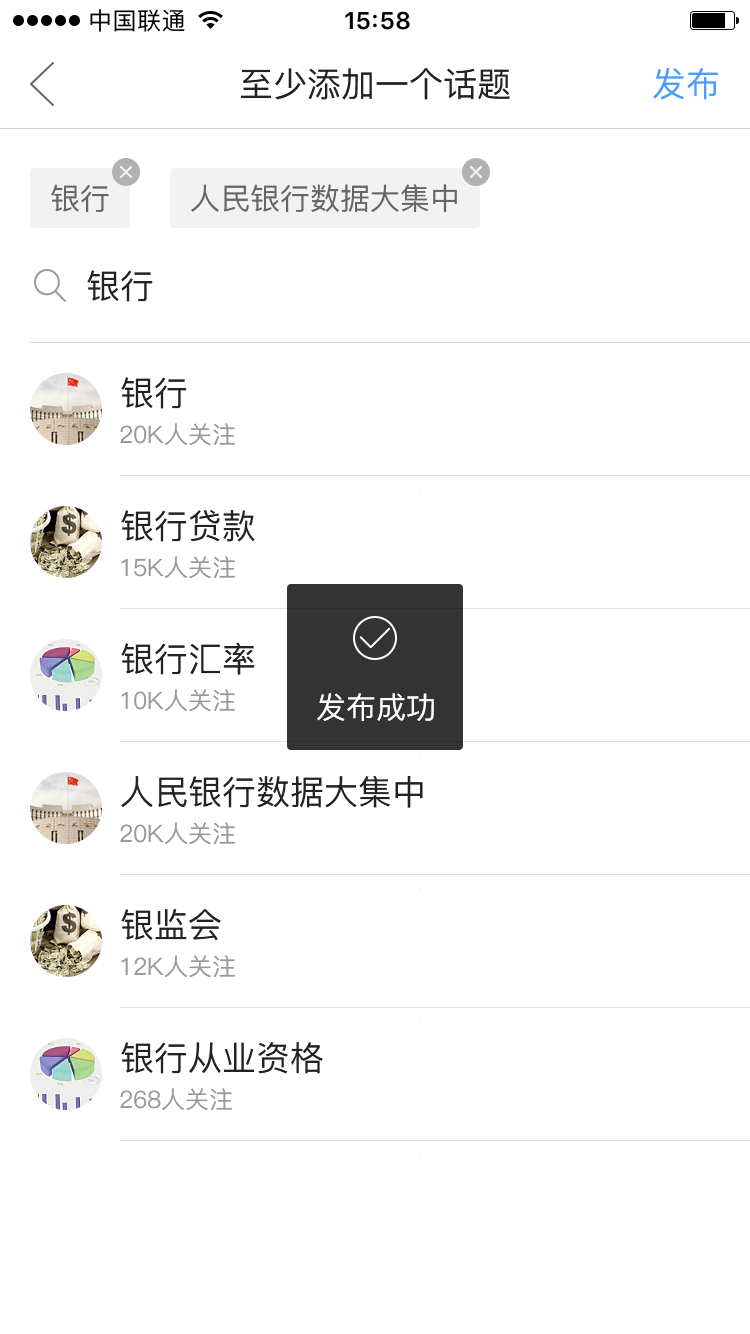 中国联通 15:58
至少添加一个话题 发布
银行 人民银行数据大集中
银行
银行
20K人关注
银行贷款
15K人关注
银行汇率
10K人关注
发布成功
人民银行数据大集中
20K人关注
银监会
12K人关注
银行从业资格
268人关注